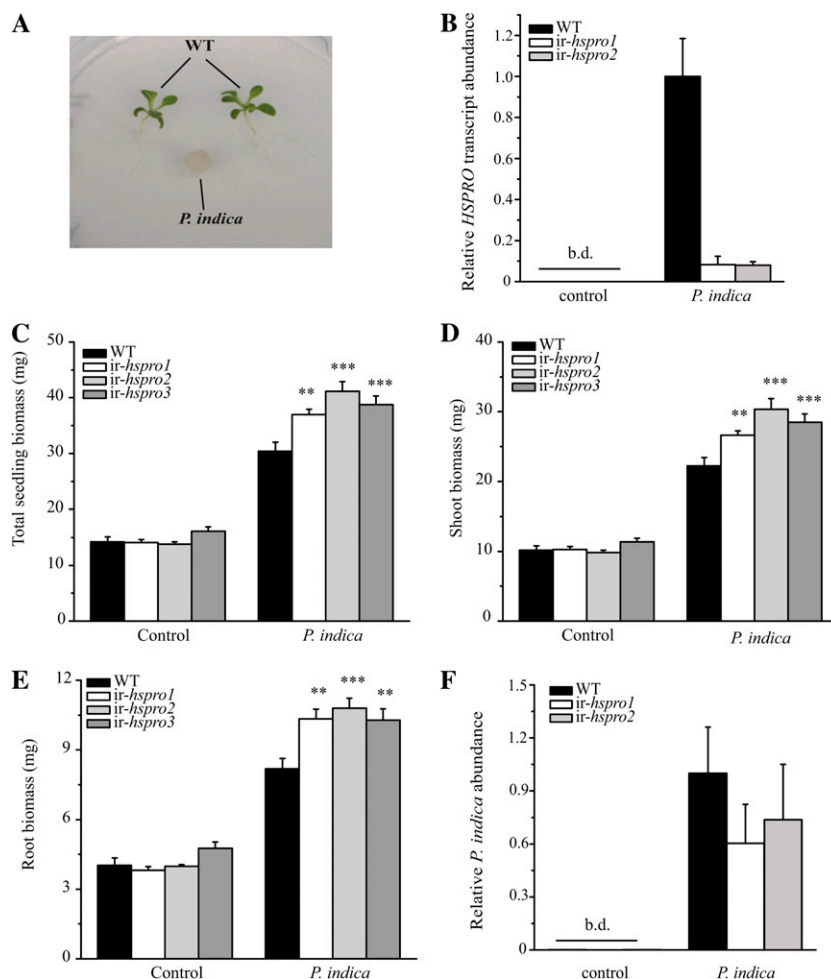 A
WT
P. indica
B
Relative HSPRO transcript abundance
1.2
1.0
0.8
0.6
0.4
0.2
0
WT
ir-hspro1
ir-hspro2
b.d.
control
P. indica
C
Total seedling biomass (mg)
50
40
30
20
10
0
WT
ir-hspro1
ir-hspro2
ir-hspro3
**
***
***
Control
P. indica
D
Shoot biomass (mg)
40
30
20
10
0
WT
ir-hspro1
ir-hspro2
ir-hspro3
**
***
***
Control
P. indica
E
Root biomass (mg)
12
9
6
3
0
WT
ir-hspro1
ir-hspro2
ir-hspro3
**
***
**
Control
P. indica
F
Relative P. indica abundance
1.5
1.2
0.9
0.6
0.3
0
WT
ir-hspro1
ir-hspro2
b.d.
control
P. indica